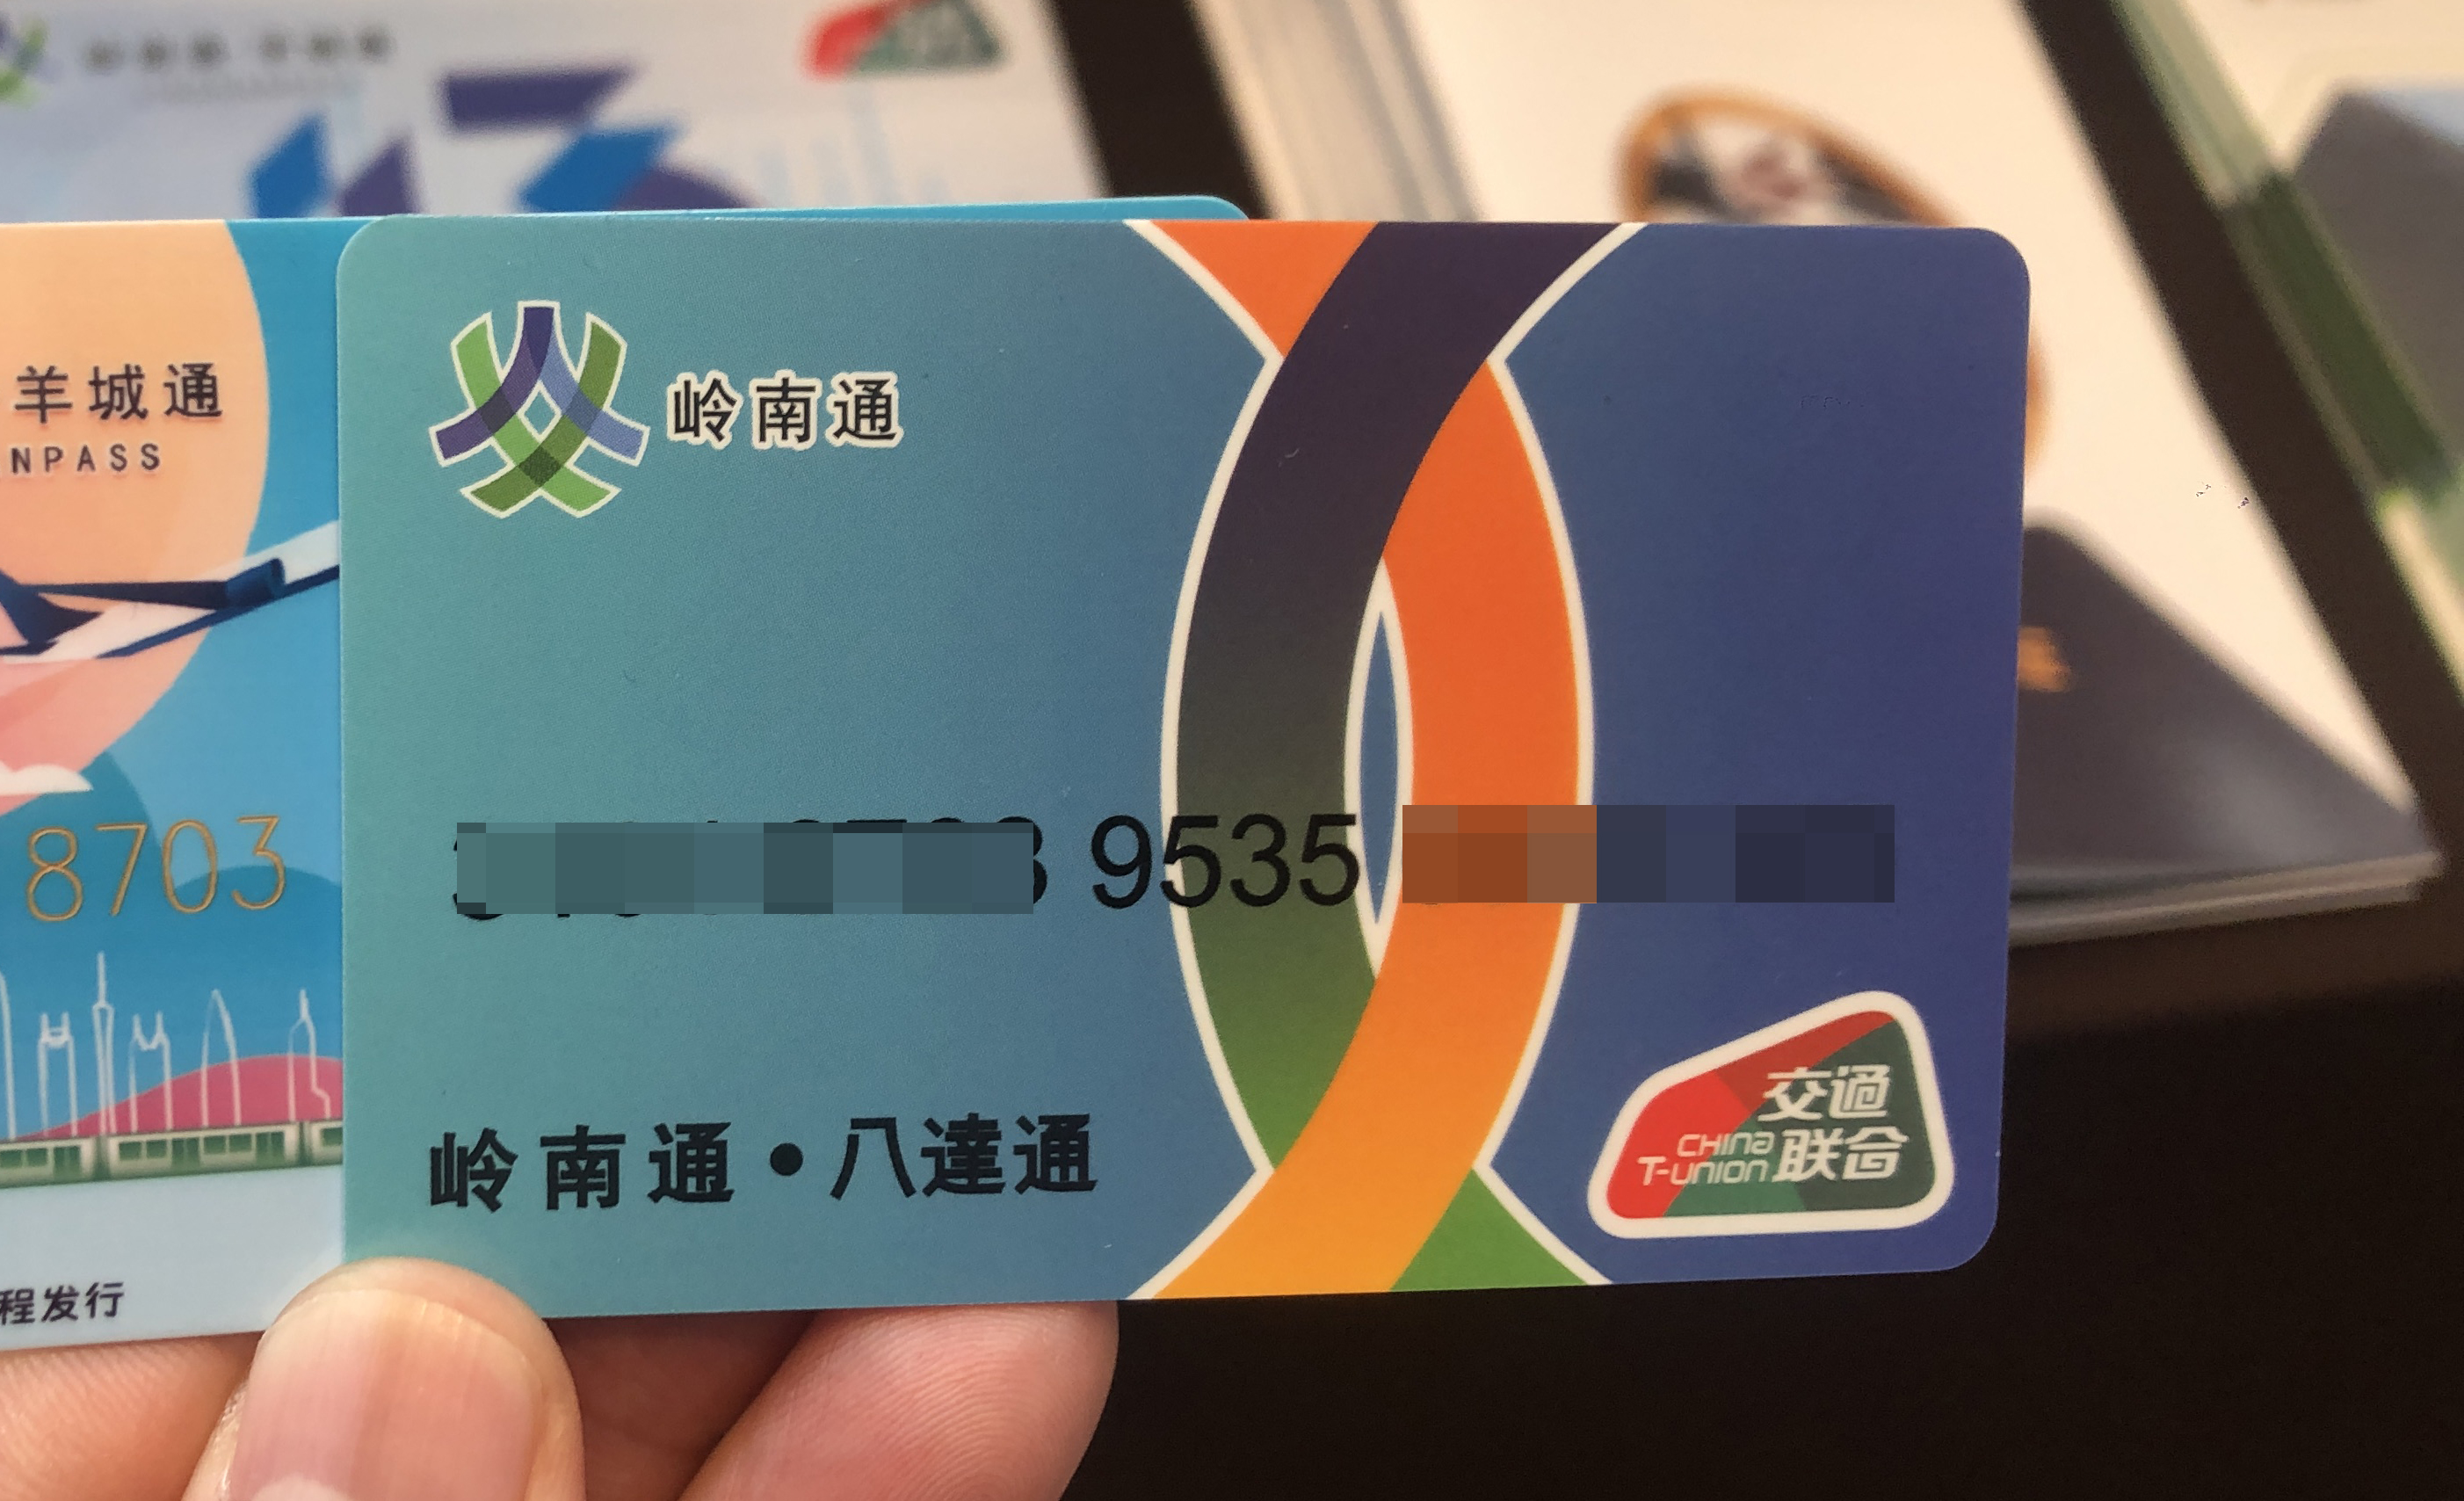 羊城通
NPASS
8703
程发行
岭南通
9535
岭南通•八達通
交通
CHINA
T-UNION 联合